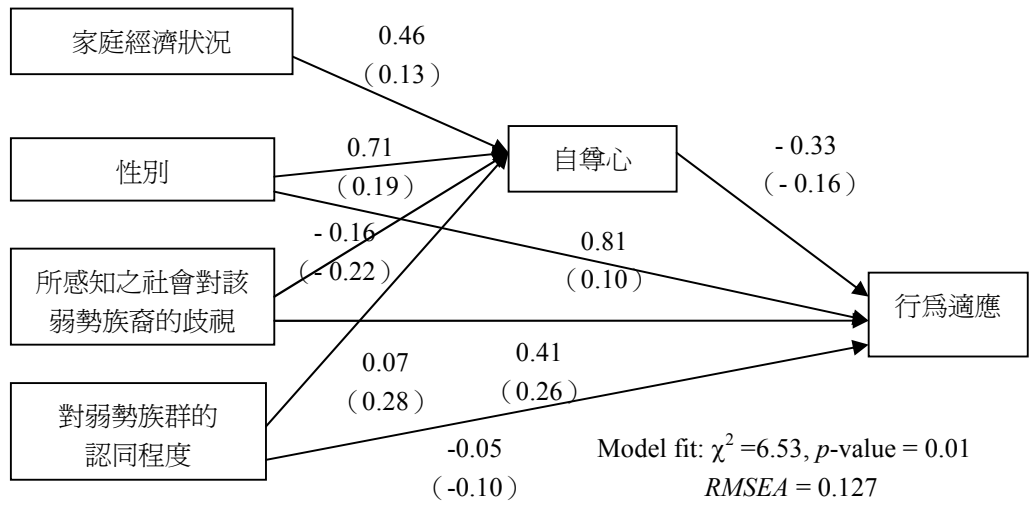 家庭經濟狀況
0.46
（0.13）
性別
0.71
（0.19）
自尊心
- 0.33
（- 0.16）
- 0.16
（- 0.22）
0.81
（0.10）
所感知之社會對該
弱勢族裔的歧視
行為適應
0.07
（0.28）
0.41
（0.26）
對弱勢族群的
認同程度
-0.05
（-0.10）
Model fit: χ² =6.53, p-value = 0.01
RMSEA = 0.127